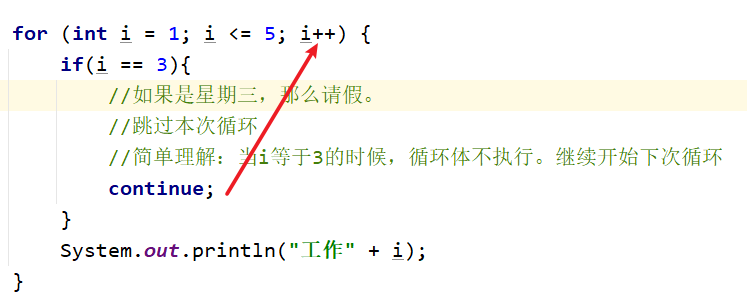 for (int i = 1; i <= 5; i++) {
    if(i == 3){
        //如果是星期三，那么请假。
        //跳过本次循环
        //简单理解：当i等于3的时候，循环体不执行。继续开始下次循环
        continue;
    }
    System.out.println("工作" + i);
}